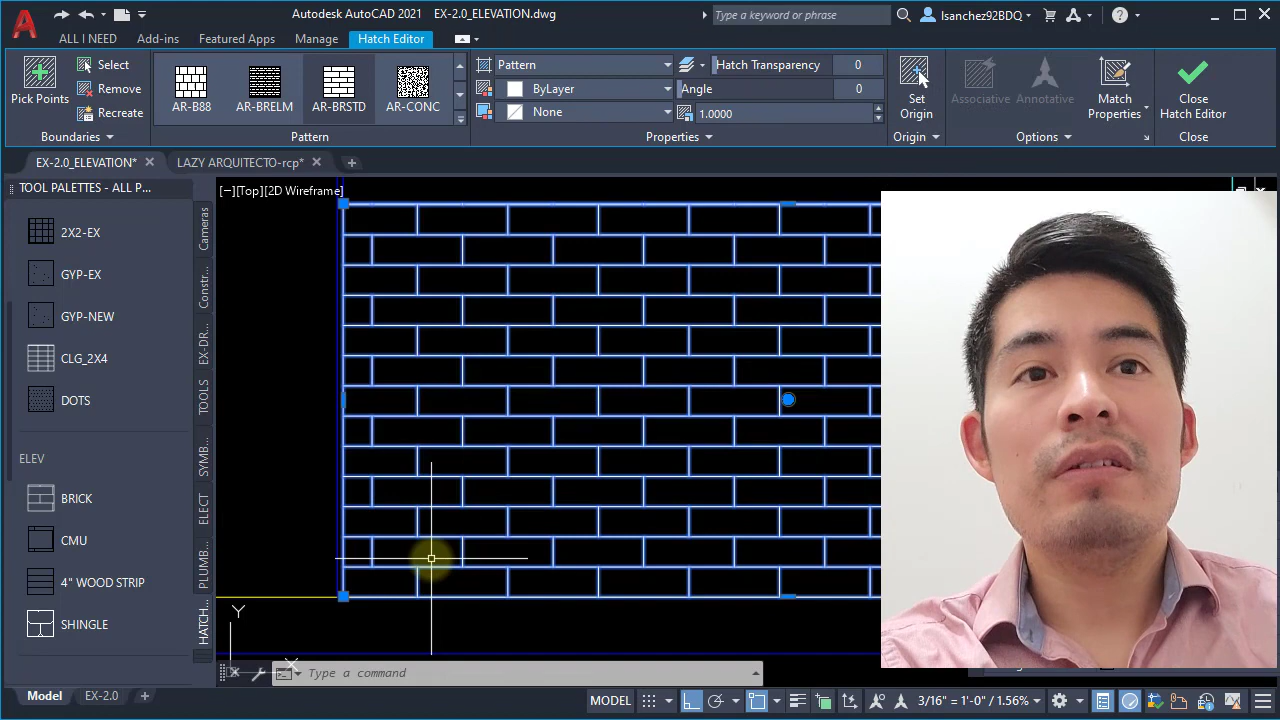 Autodesk AutoCAD 2021 EX-2.0_ELEVATION.dwg
Type a keyword or phrase
lsanchez92BDQ
ALL I NEED Add-ins Featured Apps Manage Hatch Editor
Pick Points
Select
Remove
Recreate
AR-B88
AR-BRELM
AR-BRSTD
AR-CONC
Pattern
ByLayer
None
Hatch Transparency 0
Angle 0
1.0000
Set
Origin
Associative
Annotative
Match
Properties
Close
Hatch Editor
Boundaries
Pattern
Properties
Origin
Options
Close
EX-2.0_ELEVATION*
LAZY ARQUITECTO-rcp*
TOOL PALETTES - ALL P...
[−][Top][2D Wireframe]
2X2-EX
GYP-EX
GYP-NEW
CLG_2X4
DOTS
ELEV
BRICK
CMU
4" WOOD STRIP
SHINGLE
Cameras
Constr...
EX-DR...
TOOLS
SYMB...
ELECT
PLUMB...
HATCH...
Y
X
Type a command
Model
EX-2.0
MODEL
3/16" = 1'-0" / 1.56%